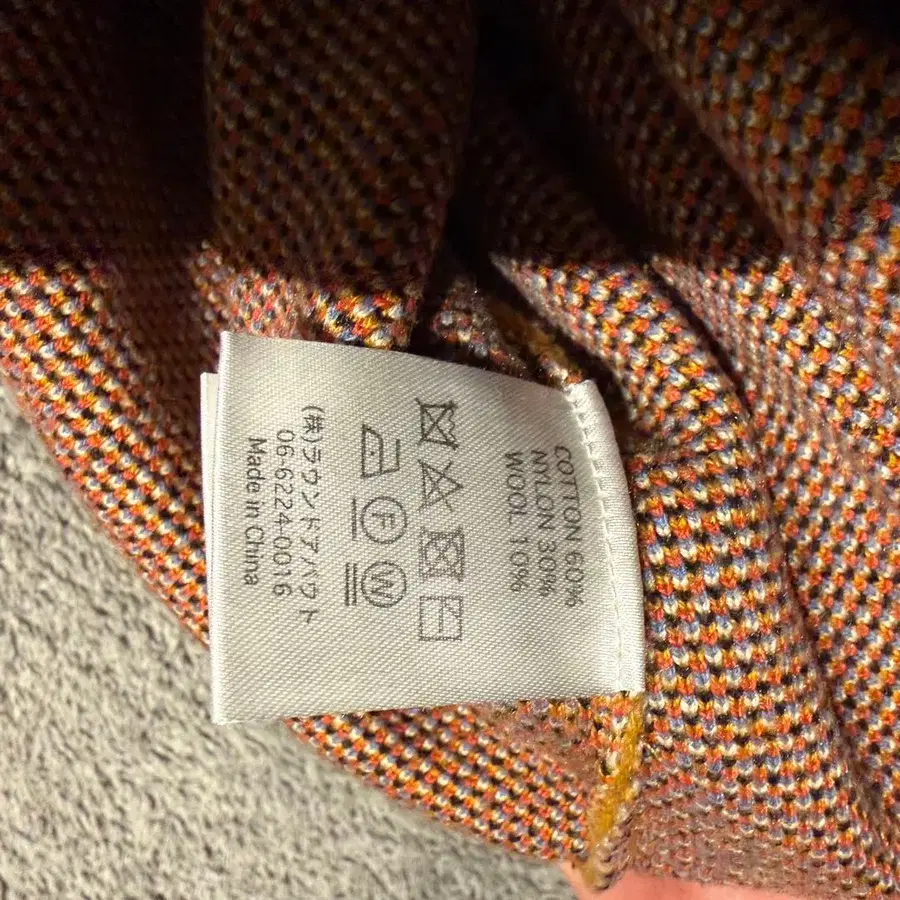 COTTON 60%
NYLON 30%
WOOL 10%
F
W
(株)ラウンドアバウト
06-6224-0016
Made in China